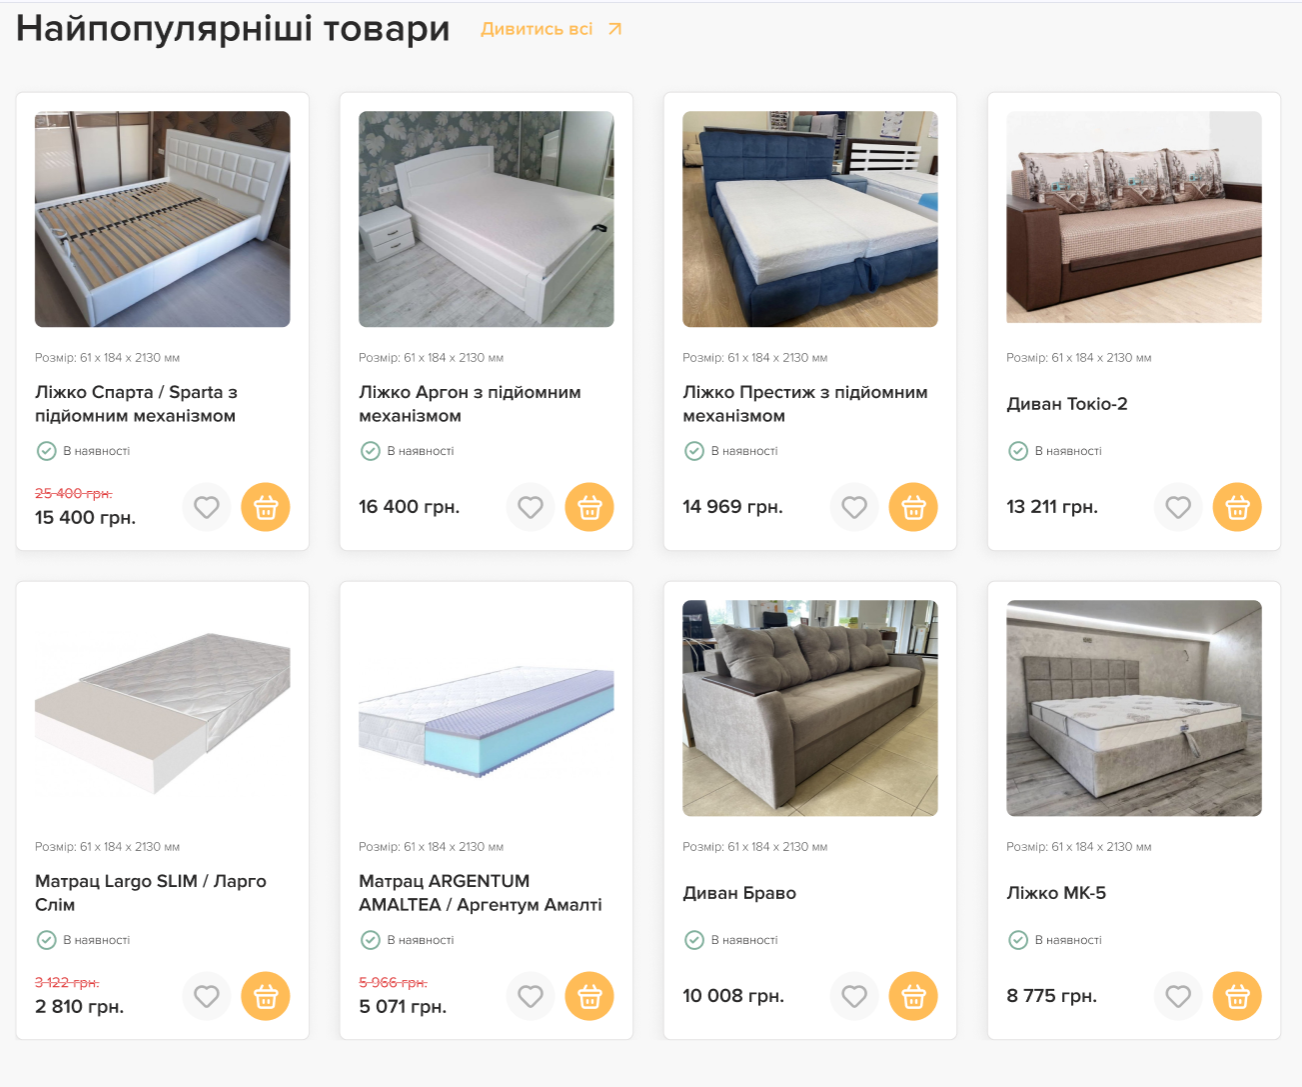 Найпопулярніші товари
Дивитись всі
Розмір: 61 x 184 x 2130 мм
Ліжко Спарта / Sparta з
підйомним механізмом
В наявності
25 400 грн.
15 400 грн.
Розмір: 61 x 184 x 2130 мм
Ліжко Аргон з підйомним
механізмом
В наявності
16 400 грн.
Розмір: 61 x 184 x 2130 мм
Ліжко Престиж з підйомним
механізмом
В наявності
14 969 грн.
Розмір: 61 x 184 x 2130 мм
Диван Токіо-2
В наявності
13 211 грн.
Розмір: 61 x 184 x 2130 мм
Матрац Largo SLIM / Ларго
Слім
В наявності
3 122 грн.
2 810 грн.
Розмір: 61 x 184 x 2130 мм
Матрац ARGENTUM
AMALTEA / Аргентум Амалті
В наявності
5 966 грн.
5 071 грн.
Розмір: 61 x 184 x 2130 мм
Диван Браво
В наявності
10 008 грн.
Розмір: 61 x 184 x 2130 мм
Ліжко МК-5
В наявності
8 775 грн.